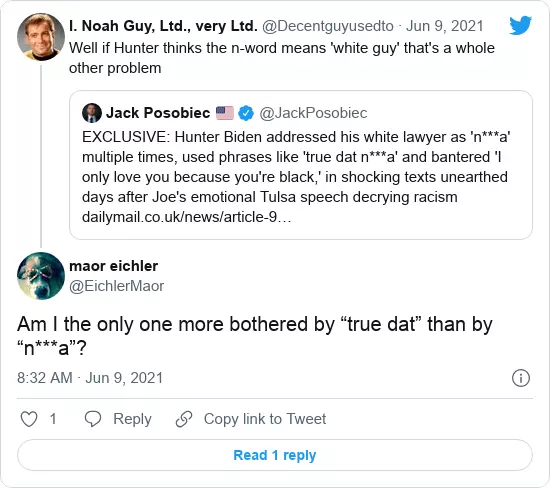 I. Noah Guy, Ltd., very Ltd. @Decentguyusedto · Jun 9, 2021
Well if Hunter thinks the n-word means 'white guy' that's a whole
other problem
Jack Posobiec 🇺🇸 @JackPosobiec
EXCLUSIVE: Hunter Biden addressed his white lawyer as 'n***a'
multiple times, used phrases like 'true dat n***a' and bantered 'I
only love you because you're black,' in shocking texts unearthed
days after Joe's emotional Tulsa speech decrying racism
dailymail.co.uk/news/article-9…
maor eichler
@EichlerMaor
Am I the only one more bothered by “true dat” than by
“n***a”?
8:32 AM · Jun 9, 2021
1 Reply Copy link to Tweet
Read 1 reply